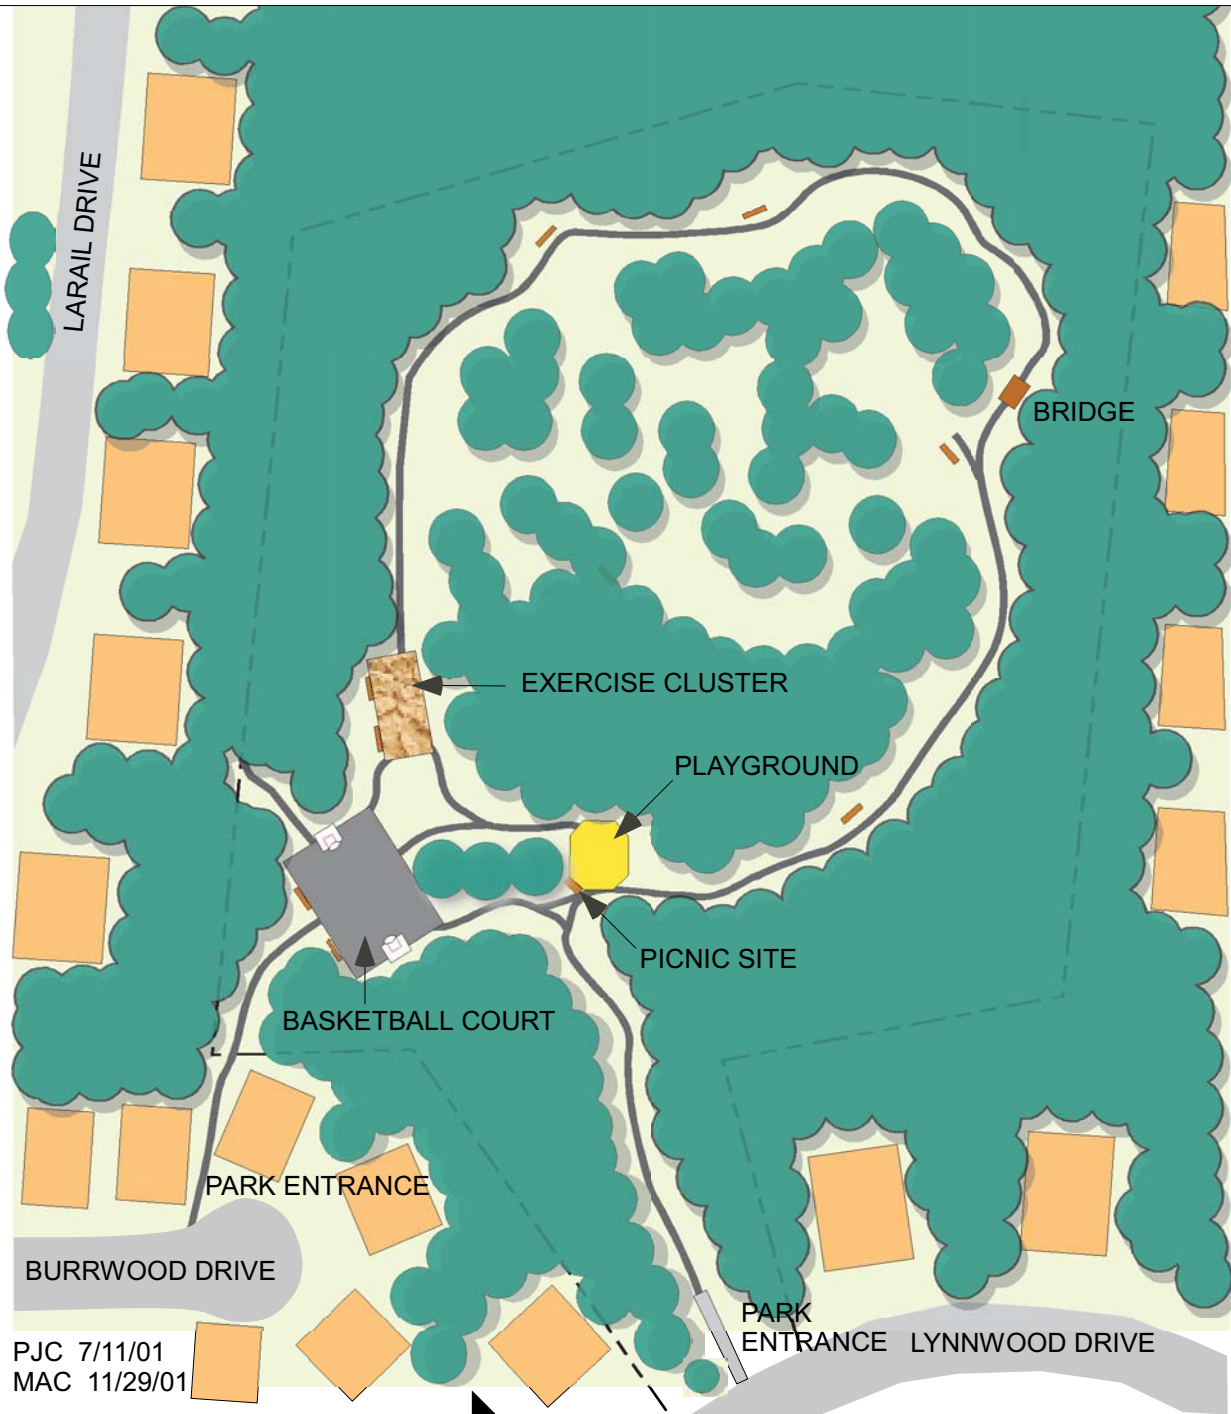 LARAIL DRIVE
BRIDGE
EXERCISE CLUSTER
PLAYGROUND
PICNIC SITE
BASKETBALL COURT
PARK ENTRANCE
BURRWOOD DRIVE
PARK
ENTRANCE
LYNNWOOD DRIVE
PJC 7/11/01
MAC 11/29/01